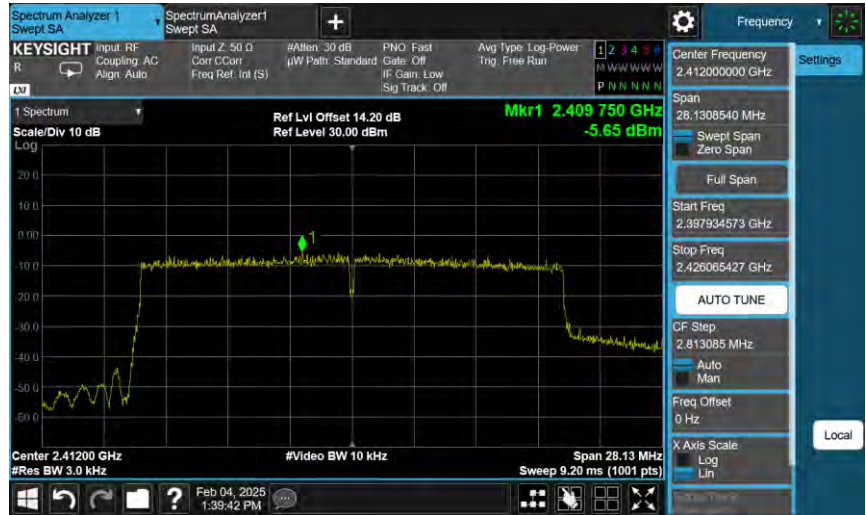 Spectrum Analyzer 1
Swept SA
SpectrumAnalyzer1
Swept SA
+
Frequency
KEYSIGHT
R
LXI
Input: RF
Coupling: AC
Align: Auto
Input Z: 50 Ω
Corr CCorr
Freq Ref: Int (S)
#Atten: 30 dB
µW Path: Standard
PNO: Fast
Gate: Off
IF Gain: Low
Sig Track: Off
Avg Type: Log-Power
Trig: Free Run
1 2 3 4 5 6
M W W W W W
P N N N N N
1 Spectrum
Scale/Div 10 dB
Log
Ref Lvl Offset 14.20 dB
Ref Level 30.00 dBm
Mkr1 2.409 750 GHz
-5.65 dBm
20.0
10.0
0.00
-10.0
-20.0
-30.0
-40.0
-50.0
-60.0
1
Center 2.41200 GHz
#Res BW 3.0 kHz
#Video BW 10 kHz
Span 28.13 MHz
Sweep 9.20 ms (1001 pts)
?
Feb 04, 2025
1:39:42 PM
Center Frequency
2.412000000 GHz
Settings
Span
28.1308540 MHz
Swept Span
Zero Span
Full Span
Start Freq
2.397934573 GHz
Stop Freq
2.426065427 GHz
AUTO TUNE
CF Step
2.813085 MHz
Auto
Man
Freq Offset
0 Hz
X Axis Scale
Log
Lin
Local